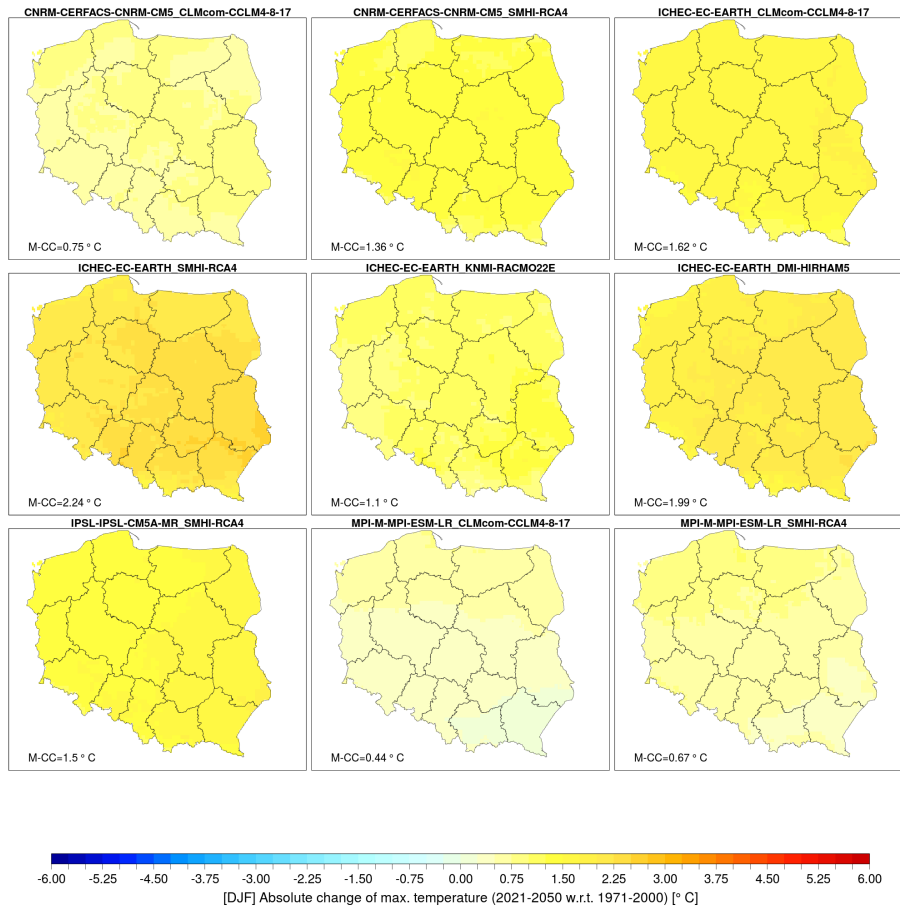 CNRM-CERFACS-CNRM-CM5_CLMcom-CCLM4-8-17
CNRM-CERFACS-CNRM-CM5_SMHI-RCA4
ICHEC-EC-EARTH_CLMcom-CCLM4-8-17
M-CC=0.75 ° C
M-CC=1.36 ° C
M-CC=1.62 ° C
ICHEC-EC-EARTH_SMHI-RCA4
ICHEC-EC-EARTH_KNMI-RACMO22E
ICHEC-EC-EARTH_DMI-HIRHAM5
M-CC=2.24 ° C
M-CC=1.1 ° C
M-CC=1.99 ° C
IPSL-IPSL-CM5A-MR_SMHI-RCA4
MPI-M-MPI-ESM-LR_CLMcom-CCLM4-8-17
MPI-M-MPI-ESM-LR_SMHI-RCA4
M-CC=1.5 ° C
M-CC=0.44 ° C
M-CC=0.67 ° C
-6.00 -5.25 -4.50 -3.75 -3.00 -2.25 -1.50 -0.75 0.00 0.75 1.50 2.25 3.00 3.75 4.50 5.25 6.00
[DJF] Absolute change of max. temperature (2021-2050 w.r.t. 1971-2000) [° C]